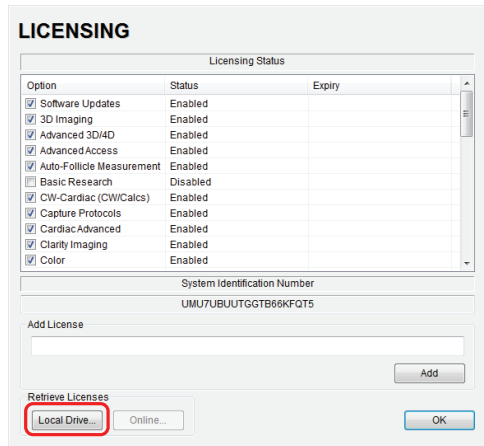 LICENSING
Licensing Status
Option Status Expiry
Software Updates Enabled
3D Imaging Enabled
Advanced 3D/4D Enabled
Advanced Access Enabled
Auto-Follicle Measurement Enabled
Basic Research Disabled
CW-Cardiac (CW/Calcs) Enabled
Capture Protocols Enabled
Cardiac Advanced Enabled
Clarity Imaging Enabled
Color Enabled
System Identification Number
UMU7UBUUTGGTB66KFQT5
Add License
Add
Retrieve Licenses
Local Drive... Online... OK